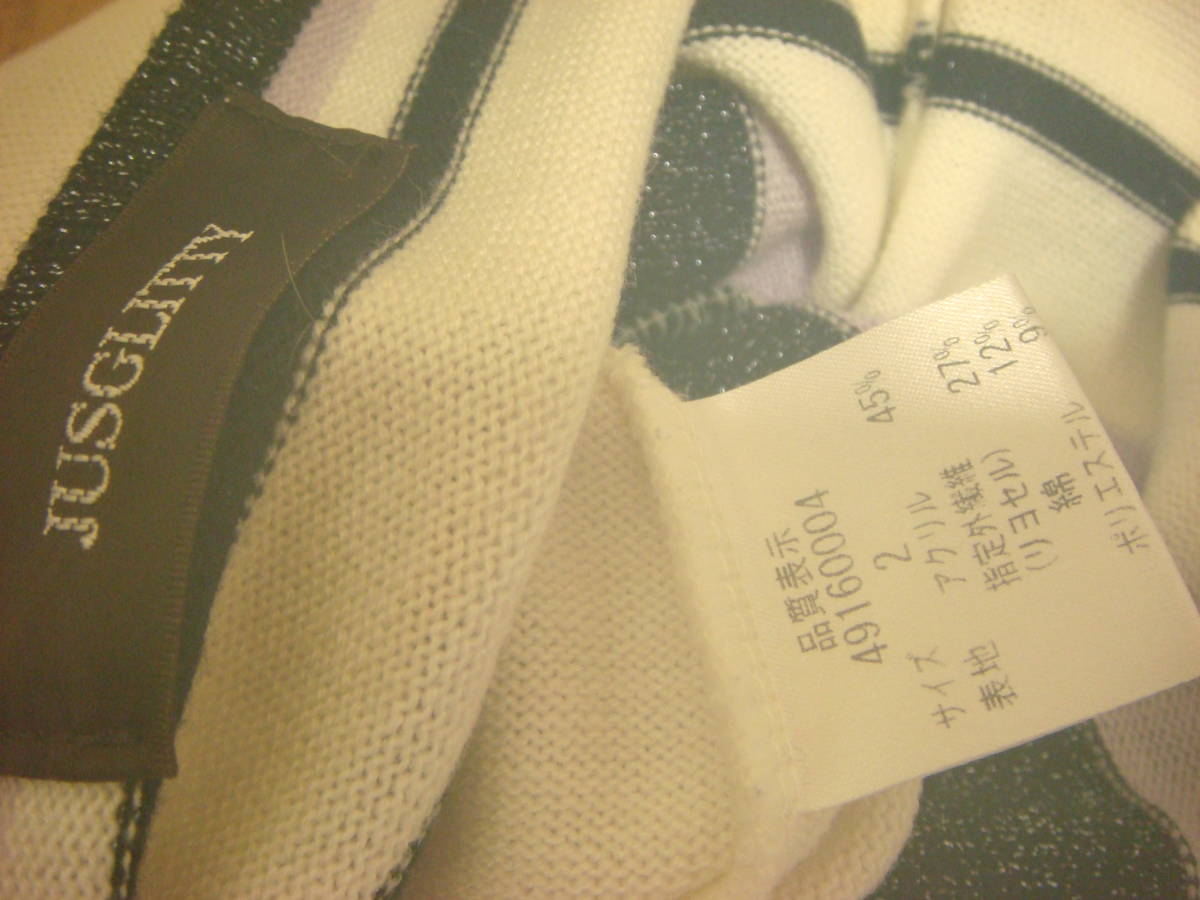 JUSGLITTY
品質表示
49160004
サイズ 2
表地 アクリル 45%
指定外繊維
(リヨセル) 27%
綿 12%
ポリエステル 9%